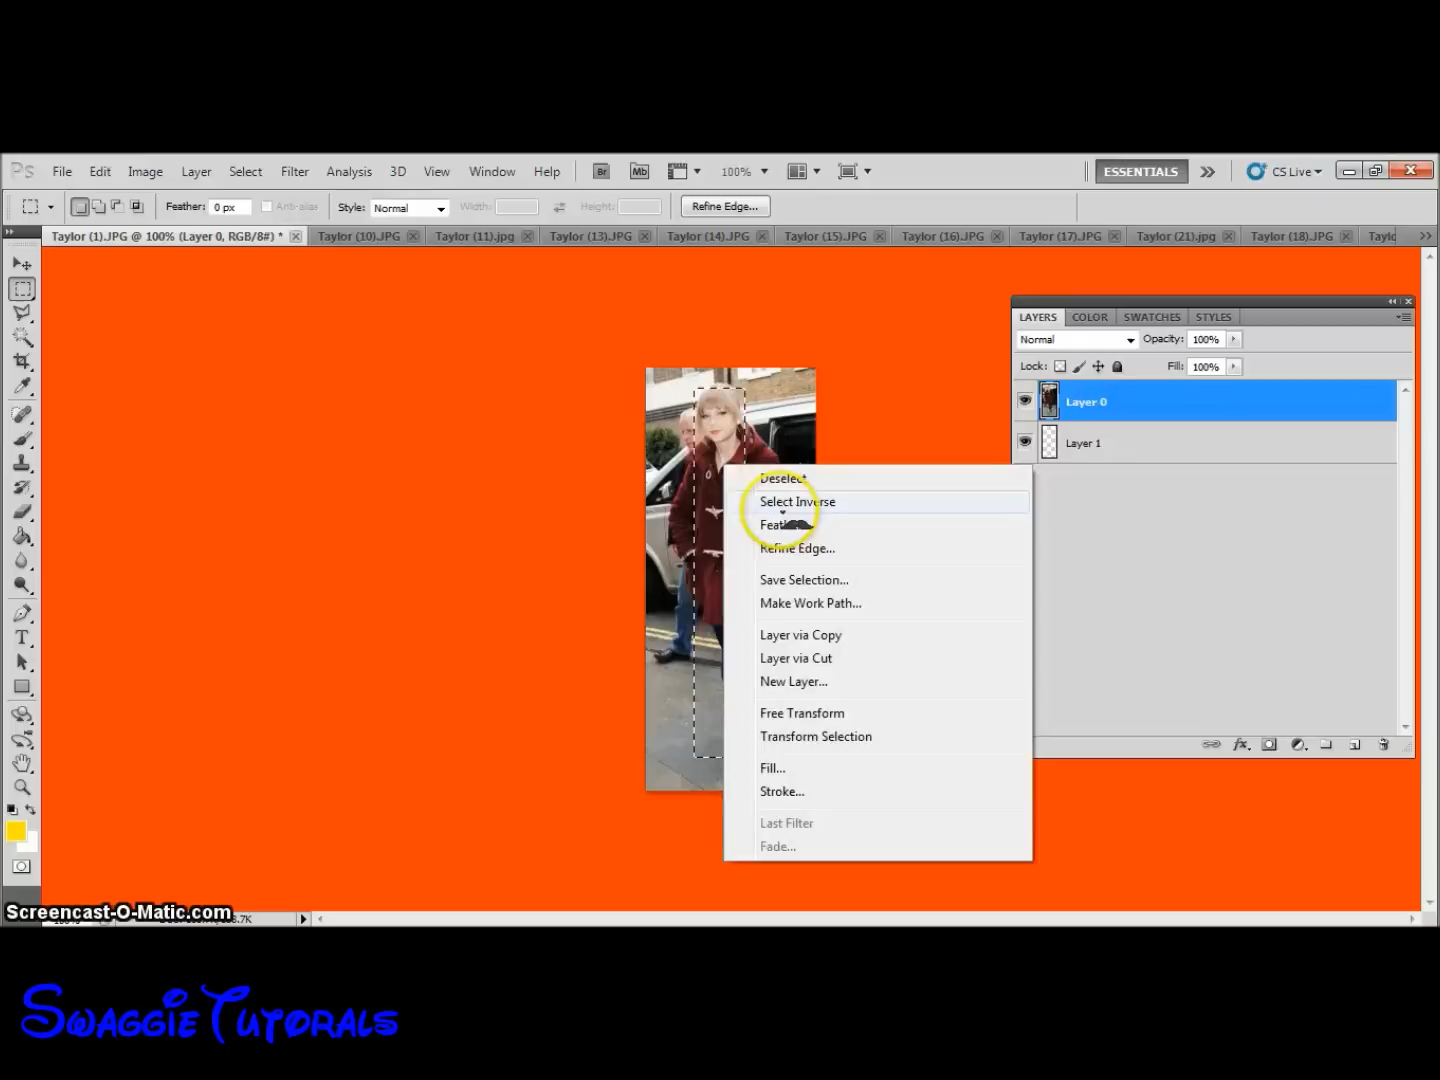 Ps File Edit Image Layer Select Filter Analysis 3D View Window Help Br Mb 100% ESSENTIALS CS Live
Feather: 0 px Anti-alias Style: Normal Width: Height: Refine Edge...
Taylor (1).JPG @ 100% (Layer 0, RGB/8#) * Taylor (10).JPG Taylor (11).jpg Taylor (13).JPG Taylor (14).JPG Taylor (15).JPG Taylor (16).JPG Taylor (17).JPG Taylor (21).jpg Taylor (18).JPG
LAYERS COLOR SWATCHES STYLES
Normal Opacity: 100%
Lock: Fill: 100%
Layer 0
Layer 1
Deselect
Select Inverse
Refine Edge...
Save Selection...
Make Work Path...
Layer via Copy
Layer via Cut
New Layer...
Free Transform
Transform Selection
Fill...
Stroke...
Last Filter
Fade...
T
fx
Screencast-O-Matic.com
Swaggie Tutorals